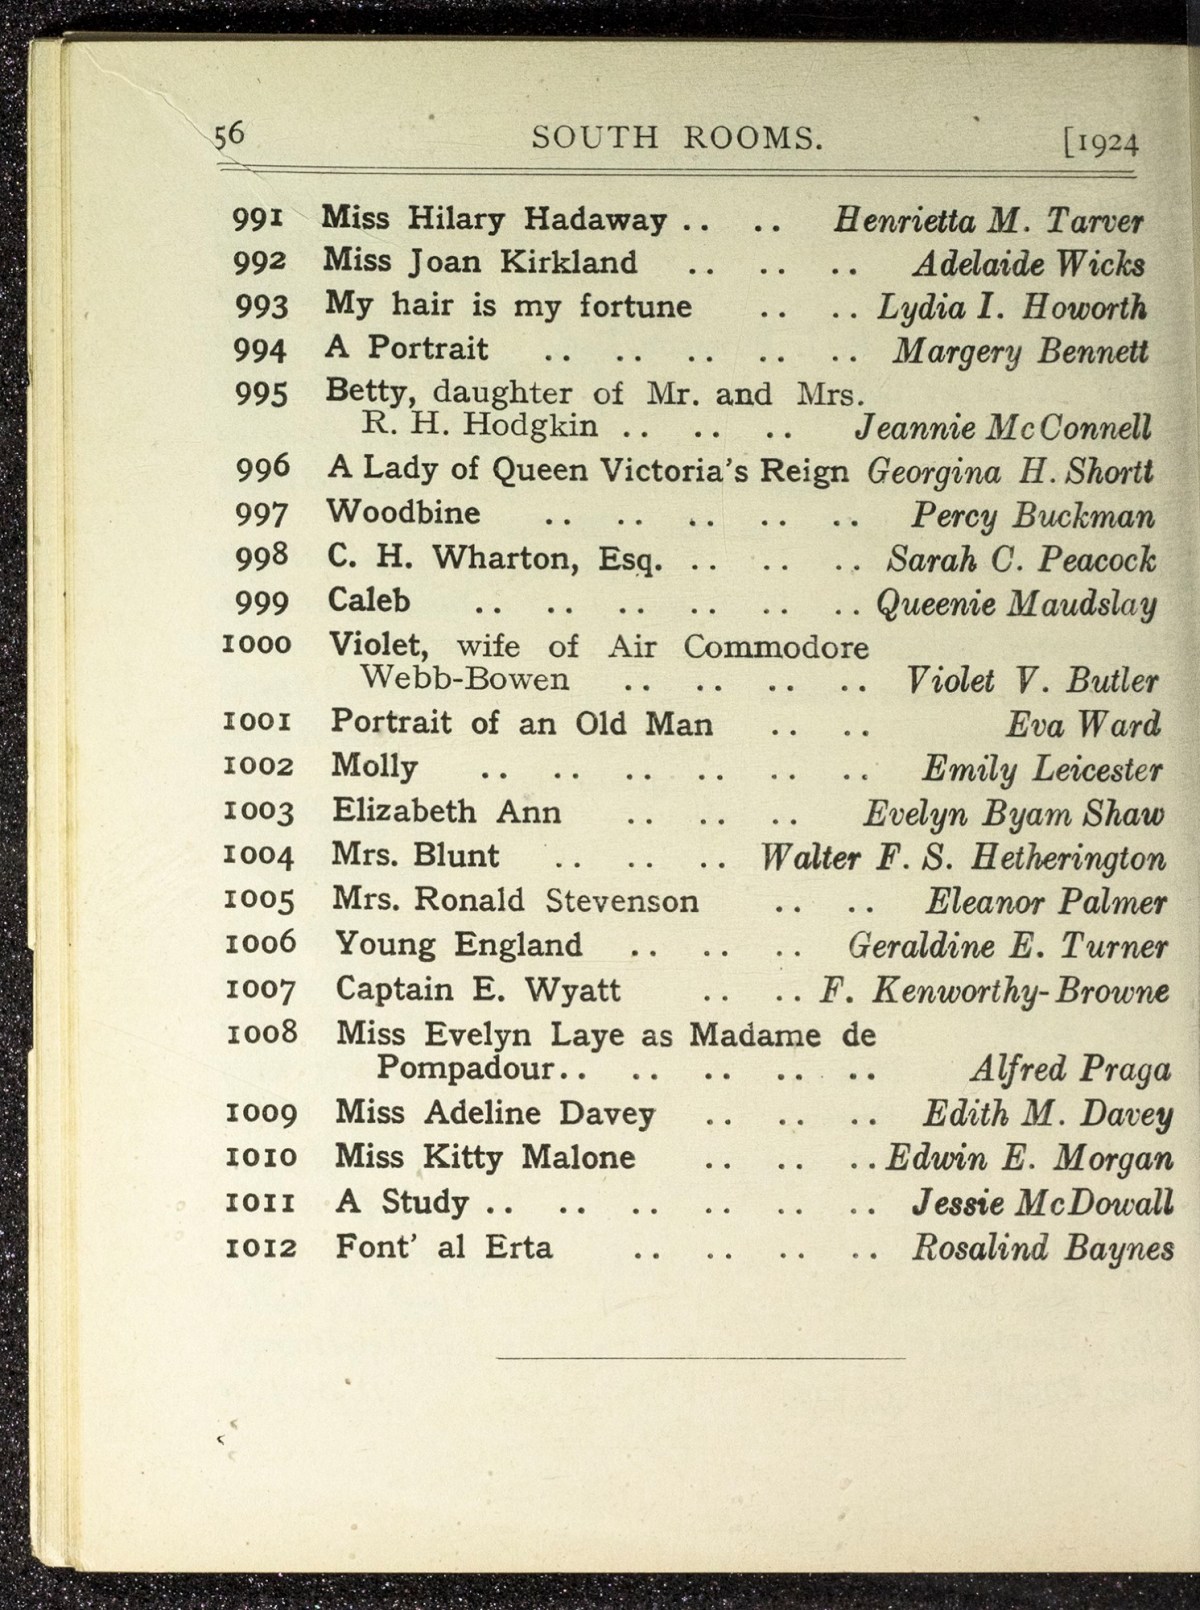 56 SOUTH ROOMS. [1924
991 Miss Hilary Hadaway .. .. Henrietta M. Tarver
992 Miss Joan Kirkland .. .. .. Adelaide Wicks
993 My hair is my fortune .. .. Lydia I. Howorth
994 A Portrait .. .. .. .. .. Margery Bennett
995 Betty, daughter of Mr. and Mrs.
R. H. Hodgkin .. .. .. Jeannie McConnell
996 A Lady of Queen Victoria's Reign Georgina H. Shortt
997 Woodbine .. .. .. .. .. Percy Buckman
998 C. H. Wharton, Esq. .. .. .. Sarah C. Peacock
999 Caleb .. .. .. .. .. .. Queenie Maudslay
1000 Violet, wife of Air Commodore
Webb-Bowen .. .. .. .. Violet V. Butler
1001 Portrait of an Old Man .. .. Eva Ward
1002 Molly .. .. .. .. .. .. Emily Leicester
1003 Elizabeth Ann .. .. .. Evelyn Byam Shaw
1004 Mrs. Blunt .. .. .. Walter F. S. Hetherington
1005 Mrs. Ronald Stevenson .. .. Eleanor Palmer
1006 Young England .. .. .. Geraldine E. Turner
1007 Captain E. Wyatt .. .. F. Kenworthy-Browne
1008 Miss Evelyn Laye as Madame de
Pompadour.. .. .. .. .. Alfred Praga
1009 Miss Adeline Davey .. .. .. Edith M. Davey
1010 Miss Kitty Malone .. .. .. Edwin E. Morgan
1011 A Study .. .. .. .. .. .. Jessie McDowall
1012 Font' al Erta .. .. .. .. Rosalind Baynes